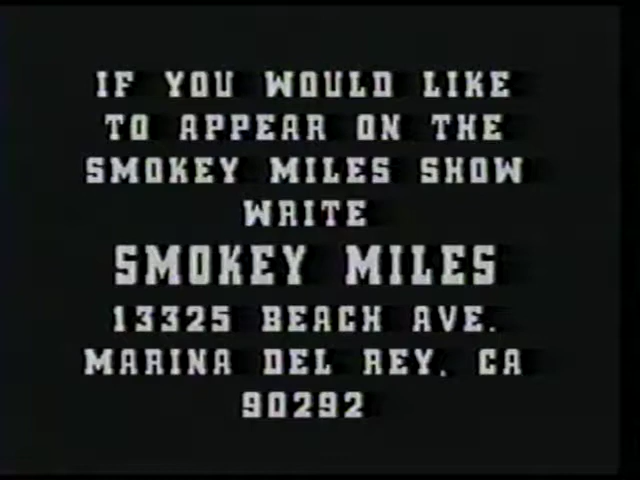 IF YOU WOULD LIKE
TO APPEAR ON THE
SMOKEY MILES SHOW
WRITE
SMOKEY MILES
13325 BEACH AVE.
MARINA DEL REY, CA
90292